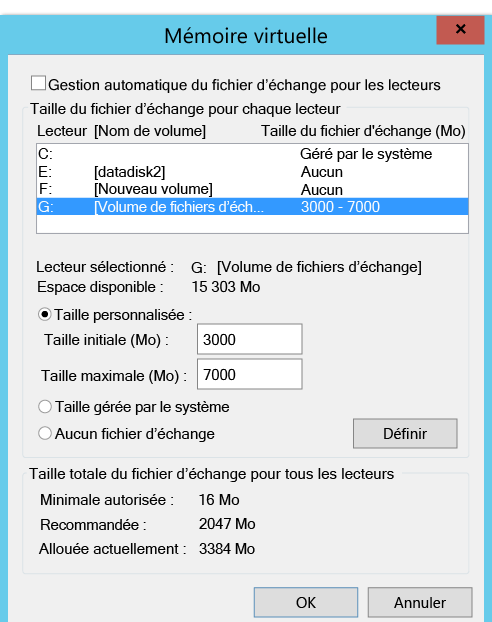 Mémoire virtuelle
Gestion automatique du fichier d'échange pour les lecteurs
Taille du fichier d'échange pour chaque lecteur
Lecteur [Nom de volume] Taille du fichier d'échange (Mo)
C: Géré par le système
E: [datadisk2] Aucun
F: [Nouveau volume] Aucun
G: [Volume de fichiers d'éch... 3000 - 7000
Lecteur sélectionné : G: [Volume de fichiers d'échange]
Espace disponible : 15 303 Mo
Taille personnalisée :
Taille initiale (Mo) : 3000
Taille maximale (Mo) : 7000
Taille gérée par le système
Aucun fichier d'échange Définir
Taille totale du fichier d'échange pour tous les lecteurs
Minimale autorisée : 16 Mo
Recommandée : 2047 Mo
Allouée actuellement : 3384 Mo
OK Annuler